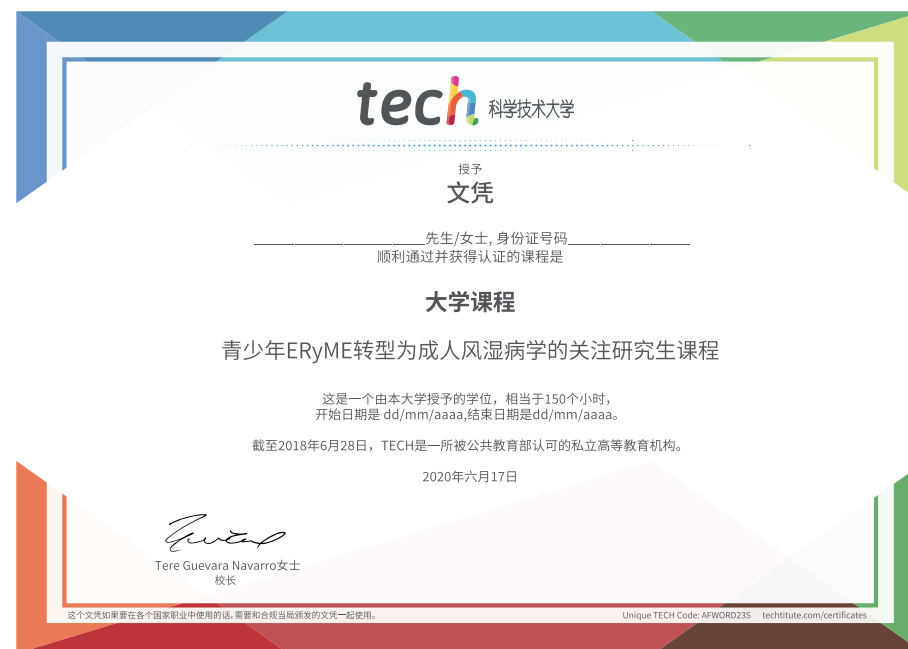 tech 科学技术大学
授予
文凭
先生/女士, 身份证号码
顺利通过并获得认证的课程是
大学课程
青少年ERyME转型为成人风湿病学的关注研究生课程
这是一个由本大学授予的学位，相当于150个小时，
开始日期是 dd/mm/aaaa,结束日期是dd/mm/aaaa。
截至2018年6月28日，TECH是一所被公共教育部认可的私立高等教育机构。
2020年六月17日
Tere Guevara Navarro女士
校长
这个文凭如果要在各个国家职业中使用的话,需要和合规当局颁发的文凭一起使用。
Unique TECH Code: AFWORD23S techtitute.com/certificates